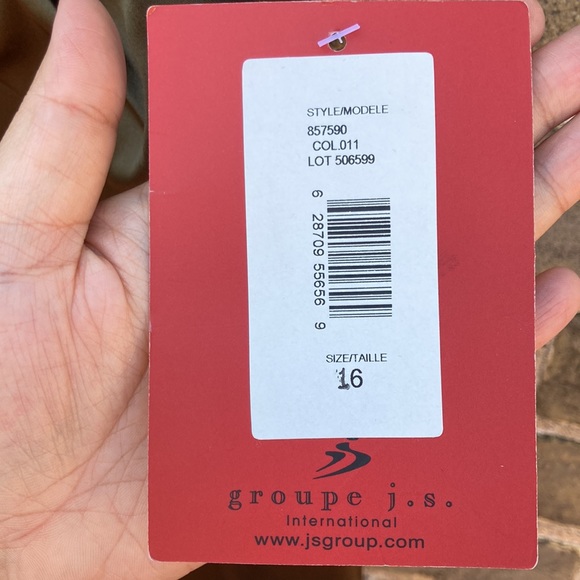 STYLE/MODELE
857590
COL.011
LOT 506599
6 28709 55656 9
SIZE/TAILLE
16
groupe j.s.
International
www.jsgroup.com